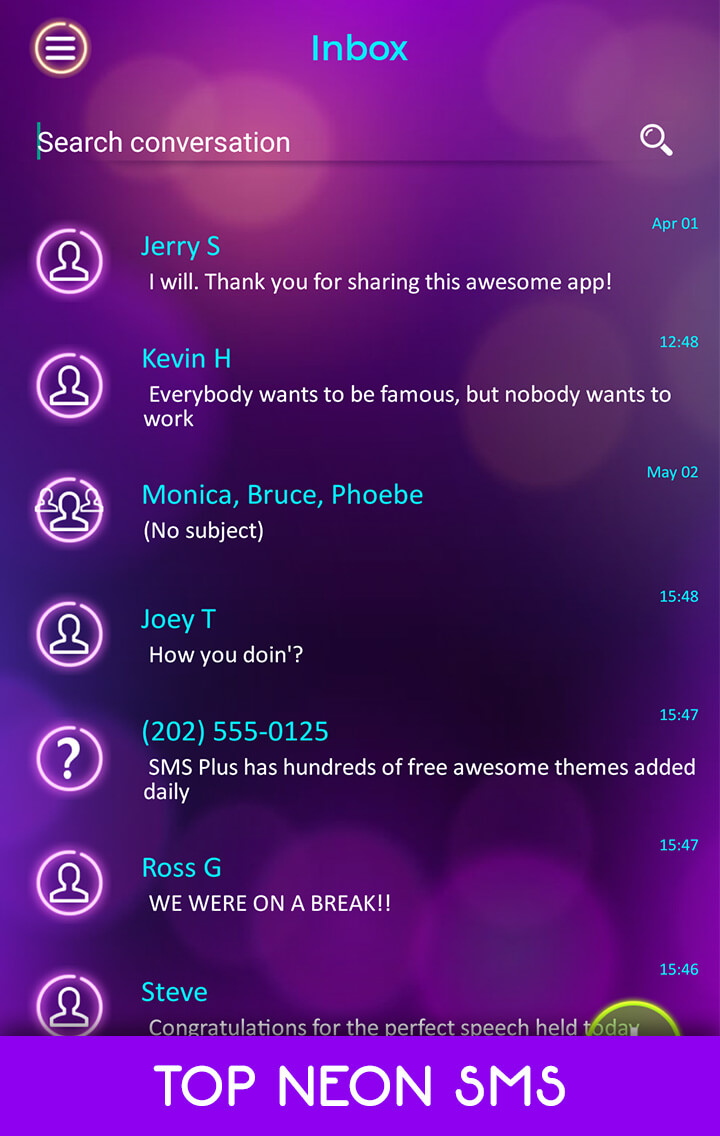 Inbox
Search conversation
Apr 01
Jerry S
I will. Thank you for sharing this awesome app!
12:48
Kevin H
Everybody wants to be famous, but nobody wants to
work
May 02
Monica, Bruce, Phoebe
(No subject)
15:48
Joey T
How you doin'?
15:47
(202) 555-0125
SMS Plus has hundreds of free awesome themes added
daily
15:47
Ross G
WE WERE ON A BREAK!!
15:46
Steve
Congratulations for the perfect speech held today
TOP NEON SMS